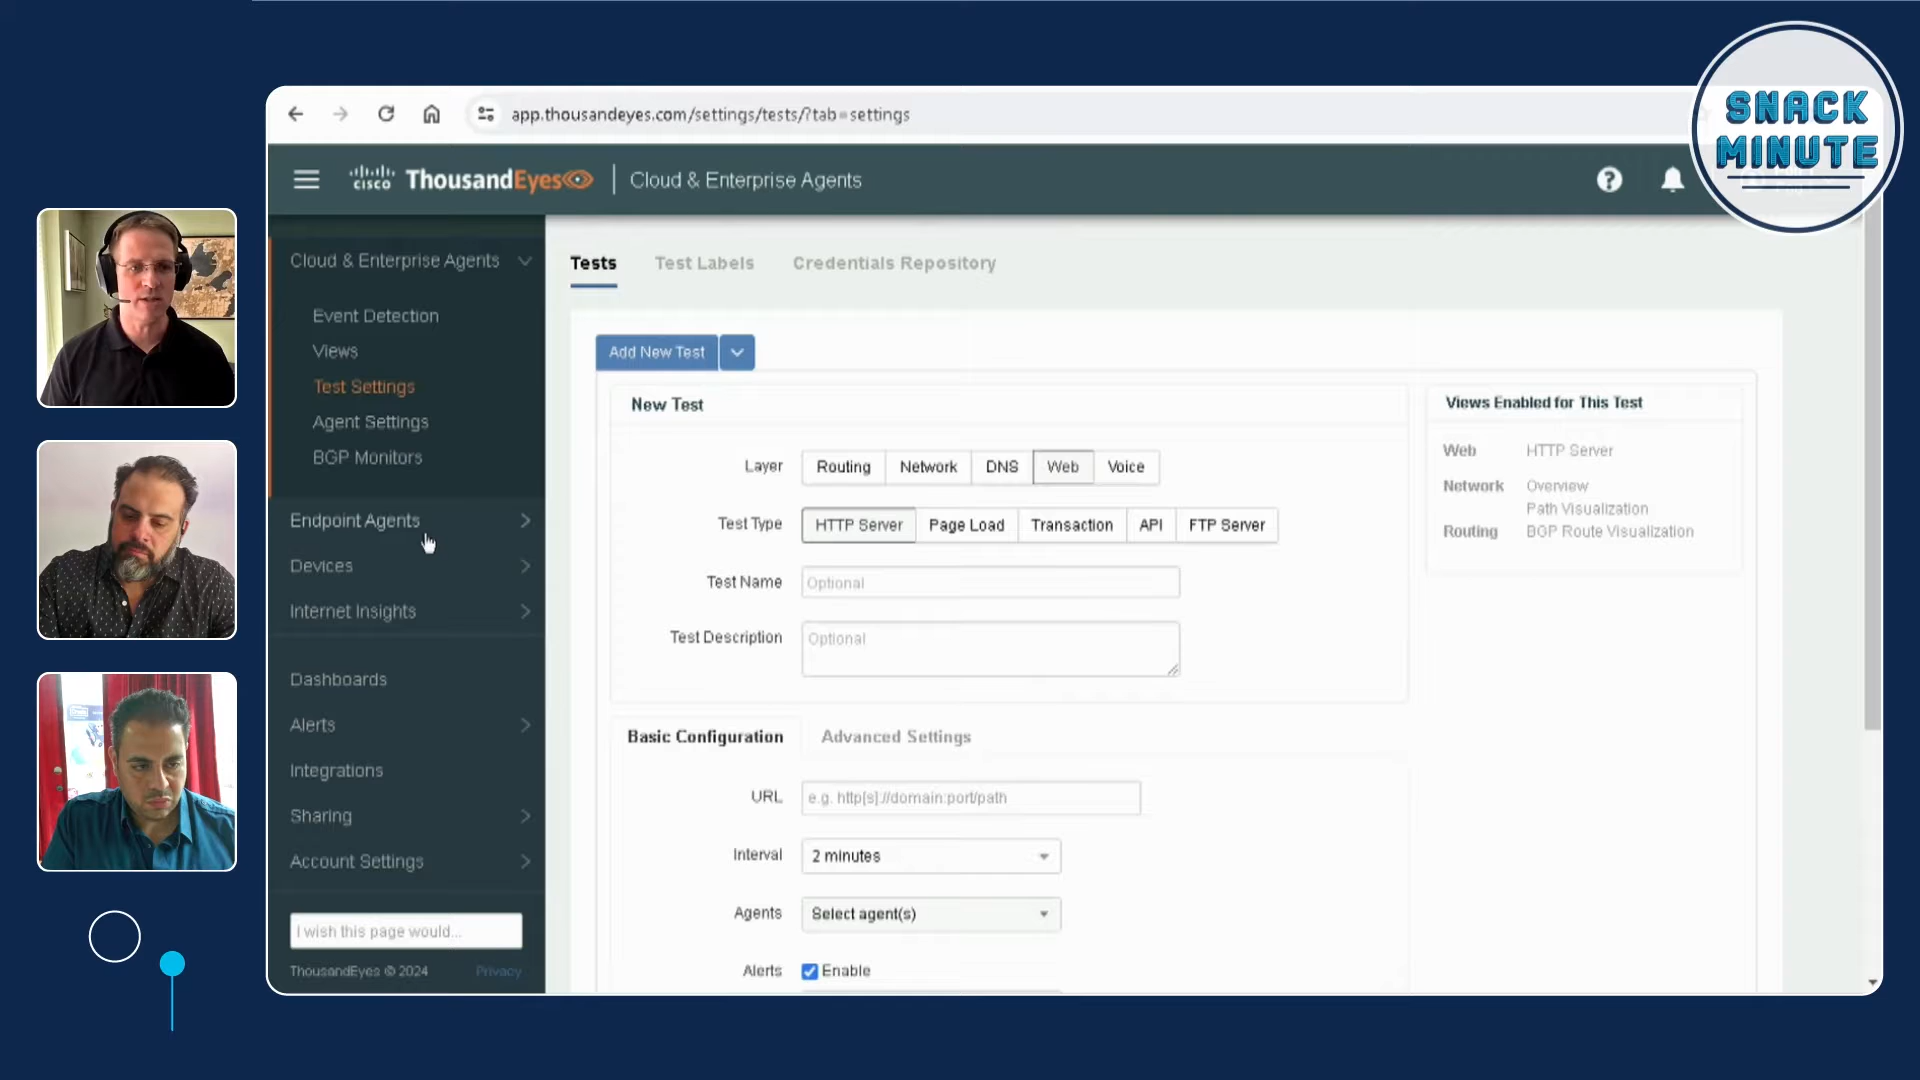 app.thousandeyes.com/settings/tests/?tab=settings
SNACK
MINUTE
CISCO ThousandEyes
Cloud & Enterprise Agents
Cloud & Enterprise Agents
Event Detection
Views
Test Settings
Agent Settings
BGP Monitors
Endpoint Agents
Devices
Internet Insights
Dashboards
Alerts
Integrations
Sharing
Account Settings
I wish this page would...
ThousandEyes © 2024 Privacy
Tests Test Labels Credentials Repository
Add New Test
New Test
Layer Routing Network DNS Web Voice
Test Type HTTP Server Page Load Transaction API FTP Server
Test Name Optional
Test Description Optional
Basic Configuration Advanced Settings
URL e.g. http[s]://domain:port/path
Interval 2 minutes
Agents Select agent(s)
Alerts Enable
Views Enabled for This Test
Web HTTP Server
Network Overview
Path Visualization
Routing BGP Route Visualization